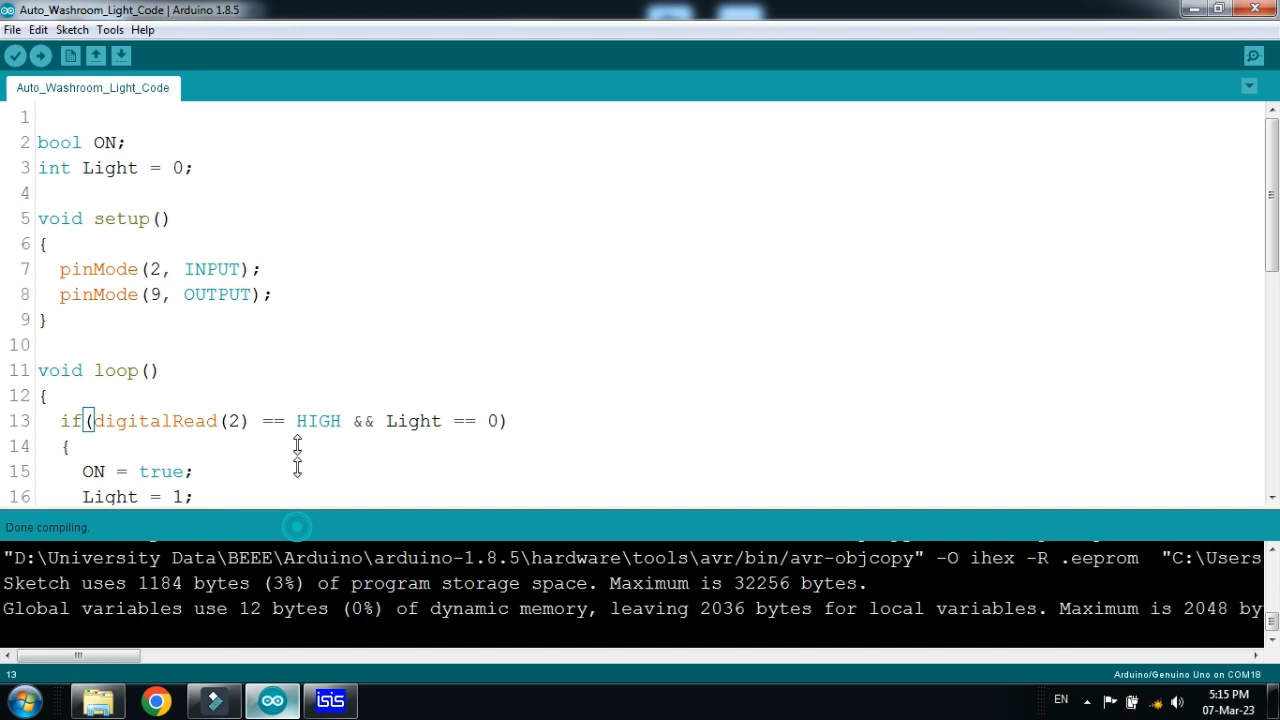 Auto_Washroom_Light_Code | Arduino 1.8.5
File Edit Sketch Tools Help
Auto_Washroom_Light_Code
1
2 bool ON;
3 int Light = 0;
4
5 void setup()
6 {
7 pinMode(2, INPUT);
8 pinMode(9, OUTPUT);
9 }
10
11 void loop()
12 {
13 if(digitalRead(2) == HIGH && Light == 0)
14 {
15 ON = true;
16 Light = 1;
Done compiling.
"D:\University Data\BEEE\Arduino\arduino-1.8.5\hardware\tools\avr/bin/avr-objcopy" -O ihex -R .eeprom "C:\Users
Sketch uses 1184 bytes (3%) of program storage space. Maximum is 32256 bytes.
Global variables use 12 bytes (0%) of dynamic memory, leaving 2036 bytes for local variables. Maximum is 2048 by
13
Arduino/Genuino Uno on COM18
isis
EN
5:15 PM
07-Mar-23